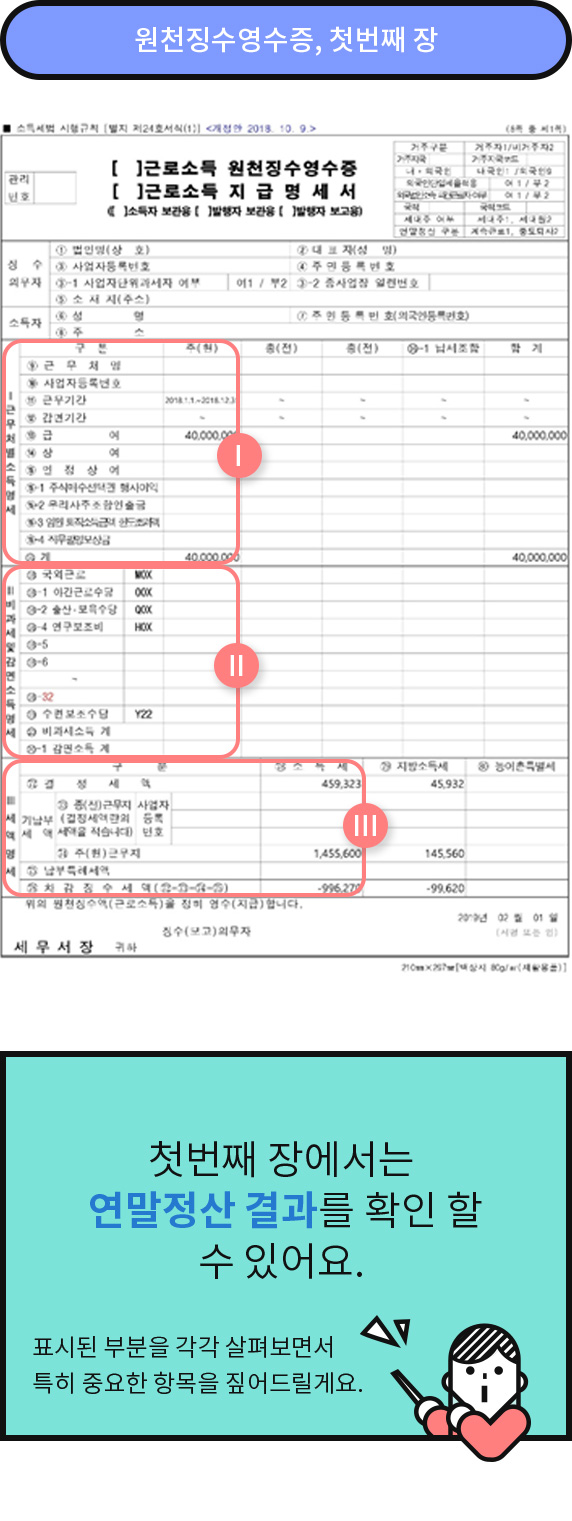 원천징수영수증, 첫번째 장
■ 소득세법 시행규칙 [별지 제24호서식(1)] <개정안 2018. 10. 9.>
(8쪽 중 제1쪽)
관리
번호
[ ]근로소득 원천징수영수증
[ ]근로소득 지 급 명 세 서
([ ]소득자 보관용 [ ]발행자 보관용 [ ]발행자 보고용)
거주구분 거주자1/비거주자2
거주지국 거주지국코드
내·외국인 내국인1 /외국인9
외국인단일세율적용 여 1 / 부 2
국적 국적코드
세대주 여부 세대주1, 세대원2
연말정산 구분 계속근로1, 중도퇴사2
징 수
의무자
① 법인명(상 호) ② 대 표 자(성 명)
③ 사업자등록번호 ④ 주 민 등 록 번 호
③-1 사업자단위과세자 여부 여1 / 부2 ③-2 종사업장 일련번호
⑤ 소 재 지(주소)
소득자
⑥ 성 명 ⑦ 주 민 등 록 번 호(외국인등록번호)
⑧ 주 소
Ⅰ 근무처별소득명세
구 분 주(현) 종(전) 종(전) ⑯-1 납세조합 합 계
⑨ 근 무 처 명
⑩ 사업자등록번호
⑪ 근무기간 2018.1.1.~2018.12.3 ~ ~ ~ ~
⑫ 감면기간 ~ ~ ~ ~ ~
⑬ 급 여 40,000,000 40,000,000
⑭ 상 여
⑮ 인 정 상 여
⑮-1 주식매수선택권 행사이익
⑮-2 우리사주조합인출금
⑮-3 임원 퇴직소득금액 한도초과액
⑮-4 직무발명보상금
⑯ 계 40,000,000 40,000,000
Ⅰ
Ⅱ 비과세 및 감면소득명세
⑱ 국외근로 M0X
⑱-1 야간근로수당 O0X
⑱-2 출산·보육수당 Q0X
⑱-4 연구보조비 H0X
⑱-5
⑱-6
~
⑱-32
⑲ 수련보조수당 Y22
⑳ 비과세소득 계
⑳-1 감면소득 계
Ⅱ
Ⅲ 세액명세
구 분 소 득 세 지방소득세 농어촌특별세
결 정 세 액 459,323 45,932
기납부
세 액
종(전)근무지
(결정세액란의
세액을 적습니다)
사업자
등록
번호
주(현)근무지 1,455,600 145,560
납부특례세액
차 감 징 수 세 액 -996,270 -99,620
Ⅲ
위의 원천징수액(근로소득)을 정히 영수(지급)합니다.
2019년 02 월 01 일
징수(보고)의무자 (서명 또는 인)
세 무 서 장 귀하
210㎜×297㎜[백상지 80g/㎡(재활용품)]
첫번째 장에서는
연말정산 결과를 확인 할
수 있어요.
표시된 부분을 각각 살펴보면서
특히 중요한 항목을 짚어드릴게요.